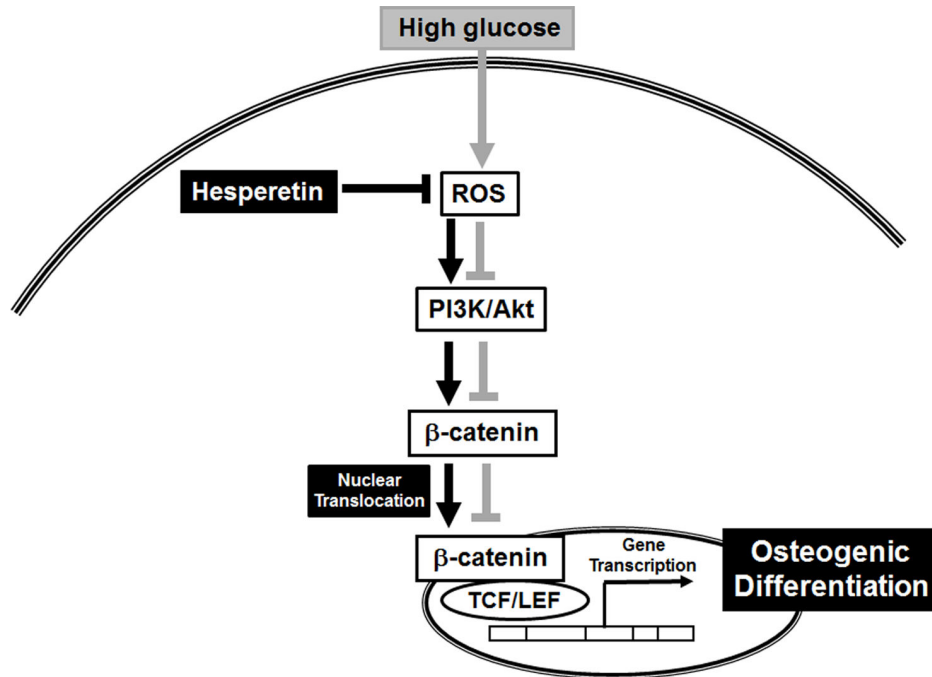 High glucose
Hesperetin
ROS
PI3K/Akt
β-catenin
Nuclear
Translocation
β-catenin
Gene
Transcription
Osteogenic
Differentiation
TCF/LEF